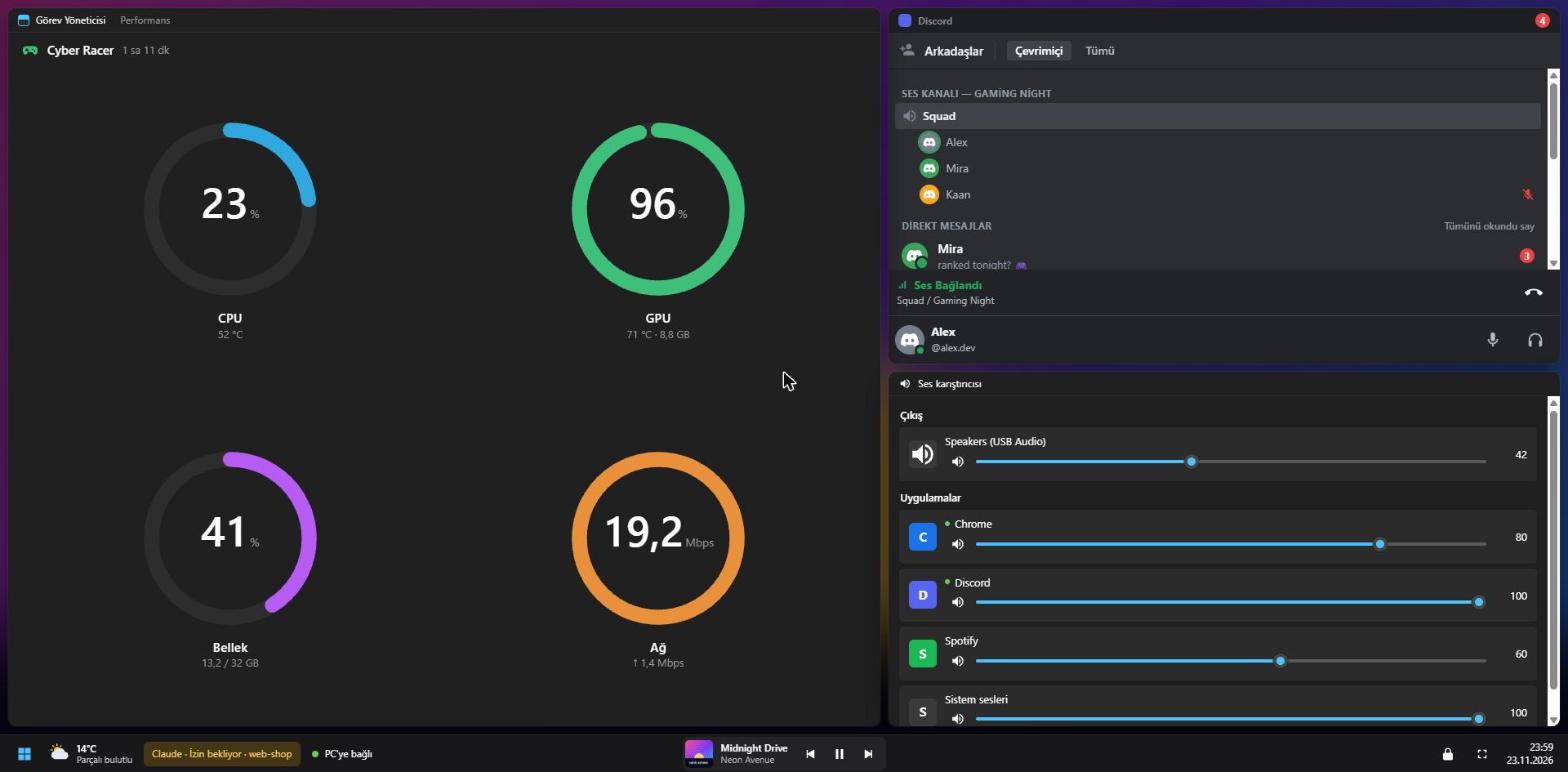 Görev Yöneticisi Performans
Cyber Racer 1 sa 11 dk
23 %
CPU
52 °C
96 %
GPU
71 °C · 8,8 GB
41 %
Bellek
13,2 / 32 GB
19,2 Mbps
Ağ
↑ 1,4 Mbps
Discord 4
Arkadaşlar Çevrimiçi Tümü
SES KANALI — GAMİNG NİGHT
Squad
Alex
Mira
Kaan
DİREKT MESAJLAR Tümünü okundu say
Mira 3
ranked tonight?
Ses Bağlandı
Squad / Gaming Night
Alex
@alex.dev
Ses karıştırıcısı
Çıkış
Speakers (USB Audio)
42
Uygulamalar
C Chrome
80
D Discord
100
S Spotify
60
S Sistem sesleri
100
14°C
Parçalı bulutlu
Claude · İzin bekliyor · web-shop
PC'ye bağlı
Midnight Drive
Neon Avenue
23:59
23.11.2026